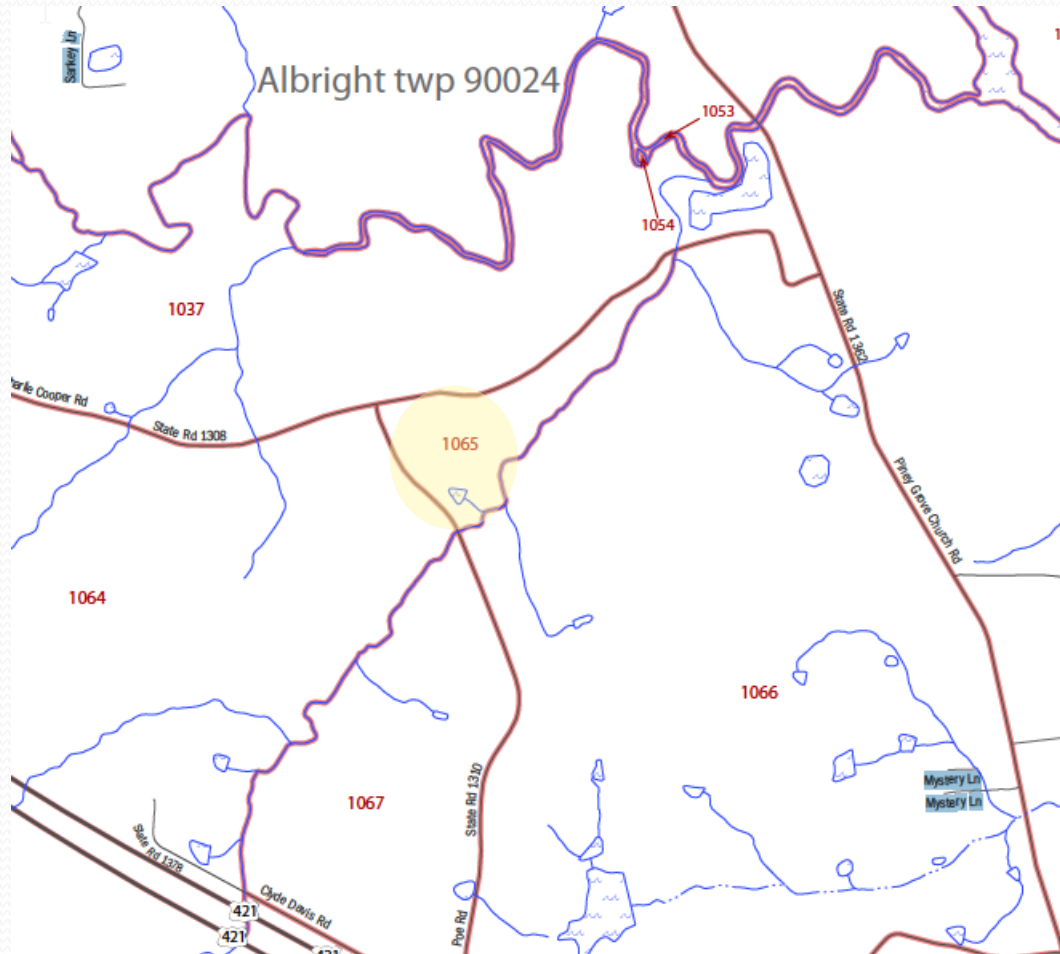 1
Sarkey Ln
Albright twp 90024
1053
1054
1037
State Rd 1362
Cooper Rd
State Rd 1308
1065
Piney Grove Church Rd
1064
1066
Mystery Ln
Mystery Ln
1067
State Rd 1310
State Rd 1378
Clyde Davis Rd
421
421
421
Poe Rd